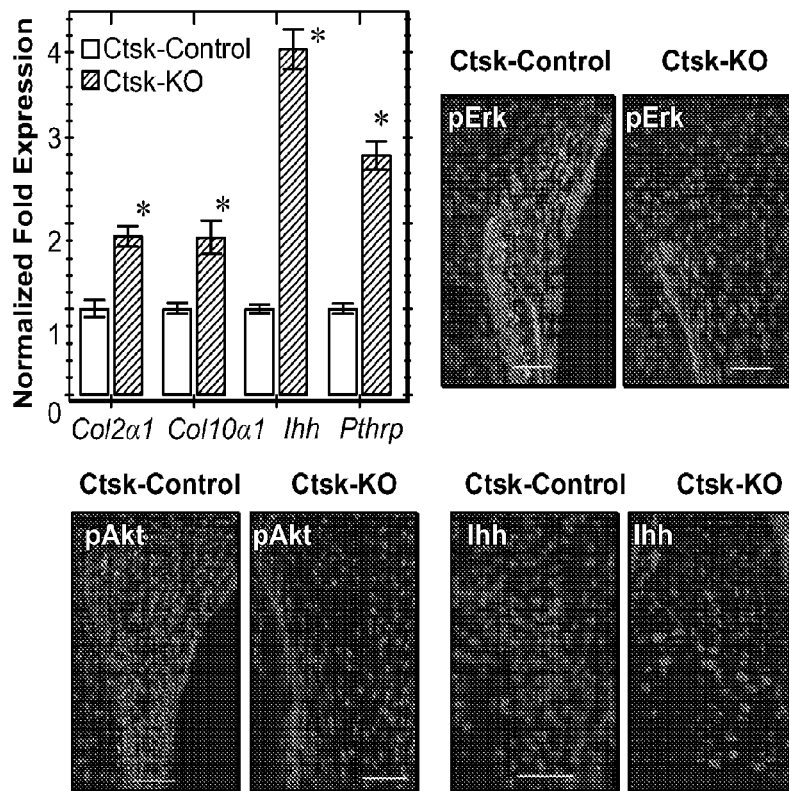 Normalized Fold Expression
4
3
2
1
0
Ctsk-Control
Ctsk-KO
*
*
*
*
Col2α1 Col10α1 Ihh Pthrp
Ctsk-Control Ctsk-KO
pErk pErk
Ctsk-Control Ctsk-KO Ctsk-Control Ctsk-KO
pAkt pAkt Ihh Ihh